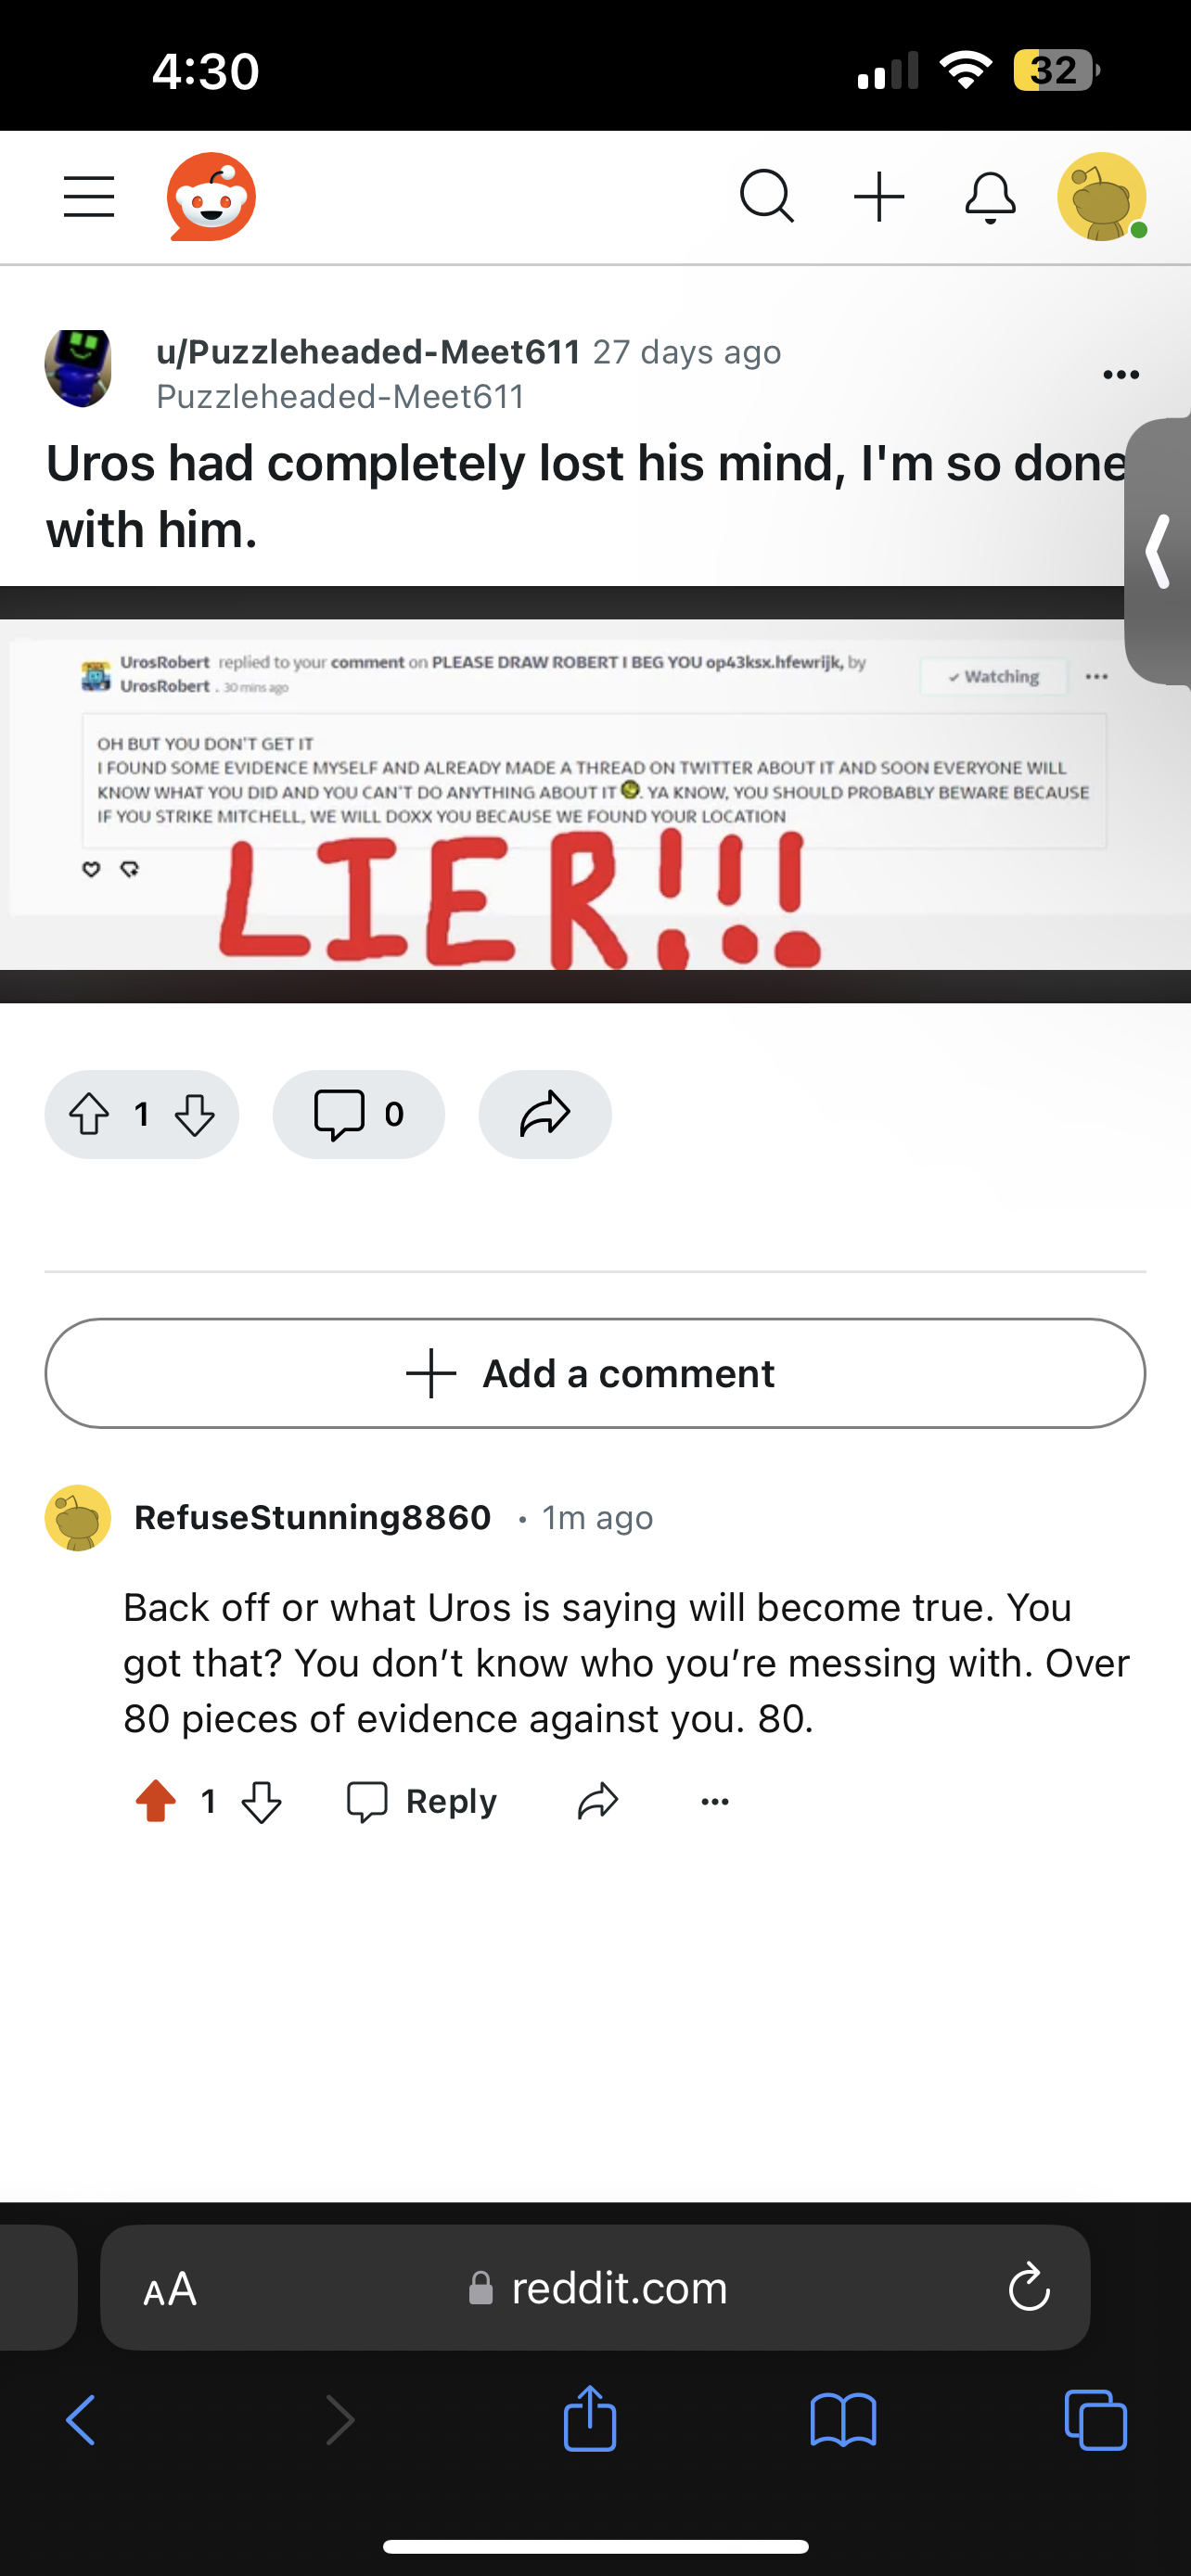 4:30
32
u/Puzzleheaded-Meet611 27 days ago
Puzzleheaded-Meet611
Uros had completely lost his mind, I'm so done
with him.
UrosRobert replied to your comment on PLEASE DRAW ROBERT I BEG YOU op43ksx.hfewrijk, by
UrosRobert . 30 mins ago
✓ Watching
OH BUT YOU DON'T GET IT
I FOUND SOME EVIDENCE MYSELF AND ALREADY MADE A THREAD ON TWITTER ABOUT IT AND SOON EVERYONE WILL
KNOW WHAT YOU DID AND YOU CAN'T DO ANYTHING ABOUT IT. YA KNOW, YOU SHOULD PROBABLY BEWARE BECAUSE
IF YOU STRIKE MITCHELL, WE WILL DOXX YOU BECAUSE WE FOUND YOUR LOCATION
LIER!!!
1
0
Add a comment
RefuseStunning8860 • 1m ago
Back off or what Uros is saying will become true. You
got that? You don’t know who you’re messing with. Over
80 pieces of evidence against you. 80.
1
Reply
AA
reddit.com